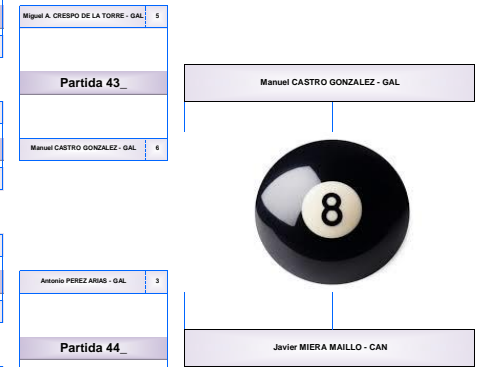 Miguel A. CRESPO DE LA TORRE - GAL 5
Partida 43_
Manuel CASTRO GONZALEZ - GAL 6
Manuel CASTRO GONZALEZ - GAL
8
Antonio PEREZ ARIAS - GAL 3
Partida 44_
Javier MIERA MAILLO - CAN